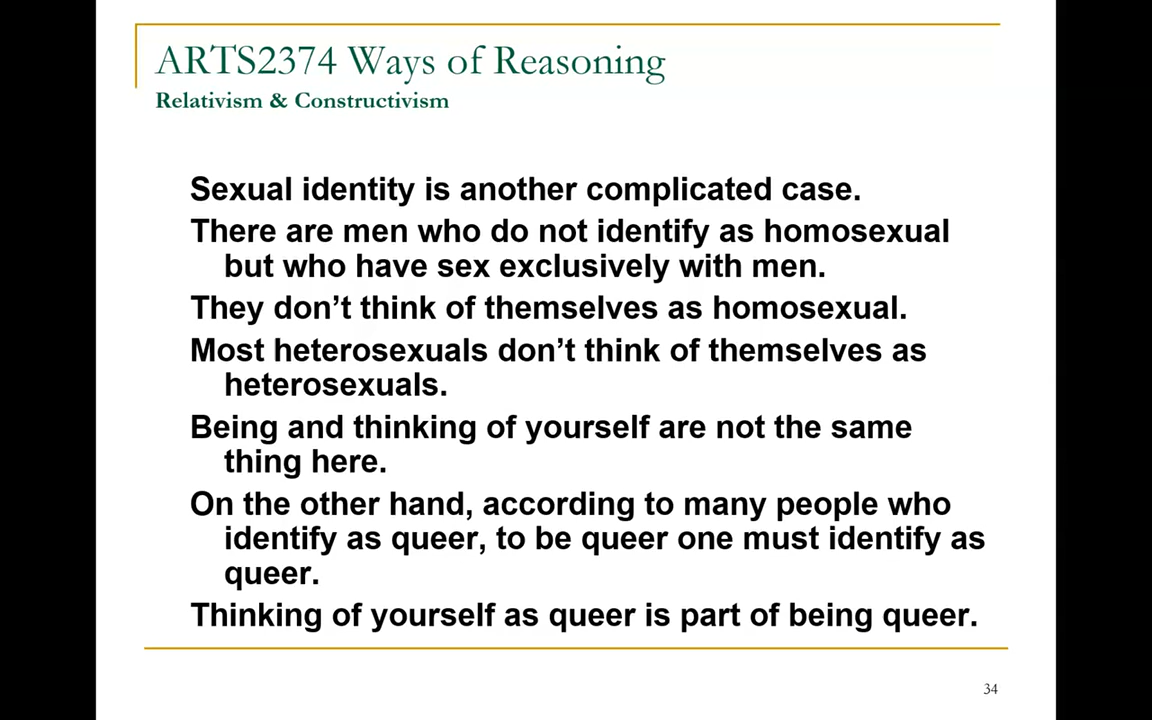 ARTS2374 Ways of Reasoning
Relativism & Constructivism
Sexual identity is another complicated case.
There are men who do not identify as homosexual
but who have sex exclusively with men.
They don’t think of themselves as homosexual.
Most heterosexuals don’t think of themselves as
heterosexuals.
Being and thinking of yourself are not the same
thing here.
On the other hand, according to many people who
identify as queer, to be queer one must identify as
queer.
Thinking of yourself as queer is part of being queer.
34